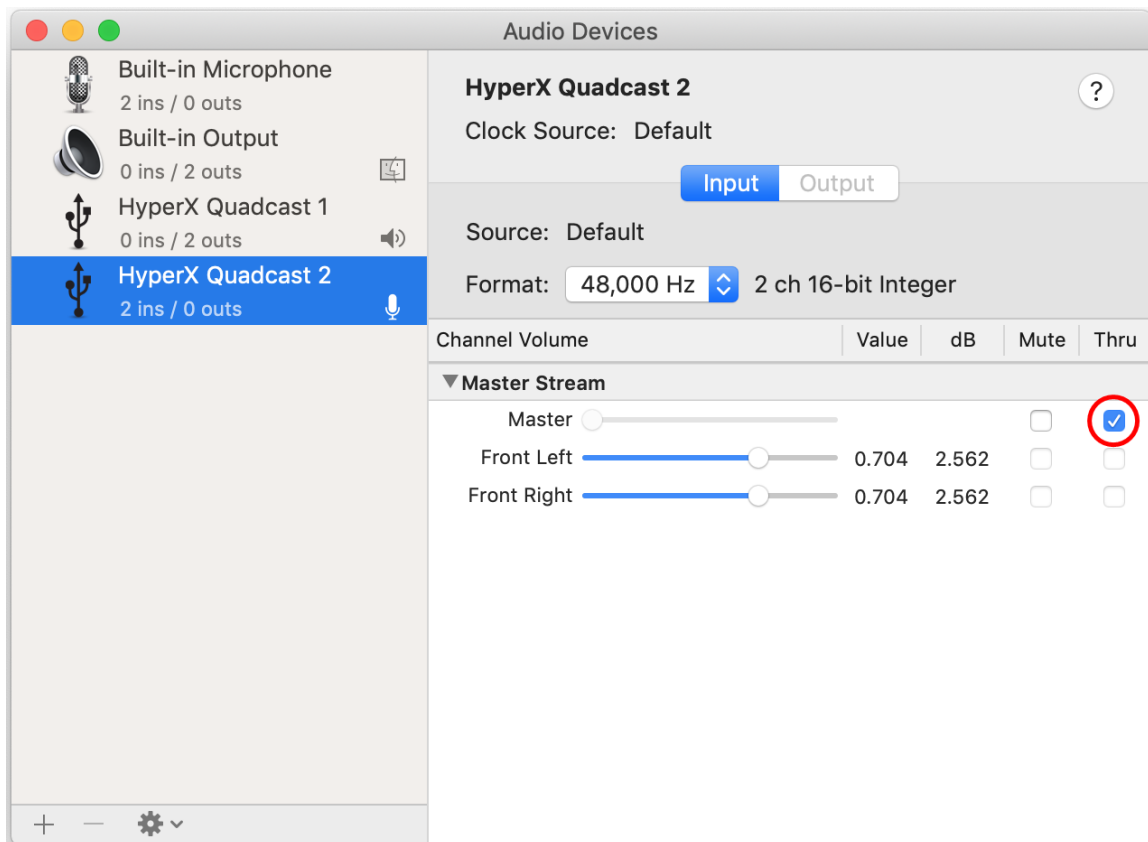 Audio Devices
Built-in Microphone
2 ins / 0 outs
Built-in Output
0 ins / 2 outs
HyperX Quadcast 1
0 ins / 2 outs
HyperX Quadcast 2
2 ins / 0 outs
HyperX Quadcast 2
?
Clock Source: Default
Input Output
Source: Default
Format: 48,000 Hz 2 ch 16-bit Integer
Channel Volume Value dB Mute Thru
Master Stream
Master
Front Left 0.704 2.562
Front Right 0.704 2.562